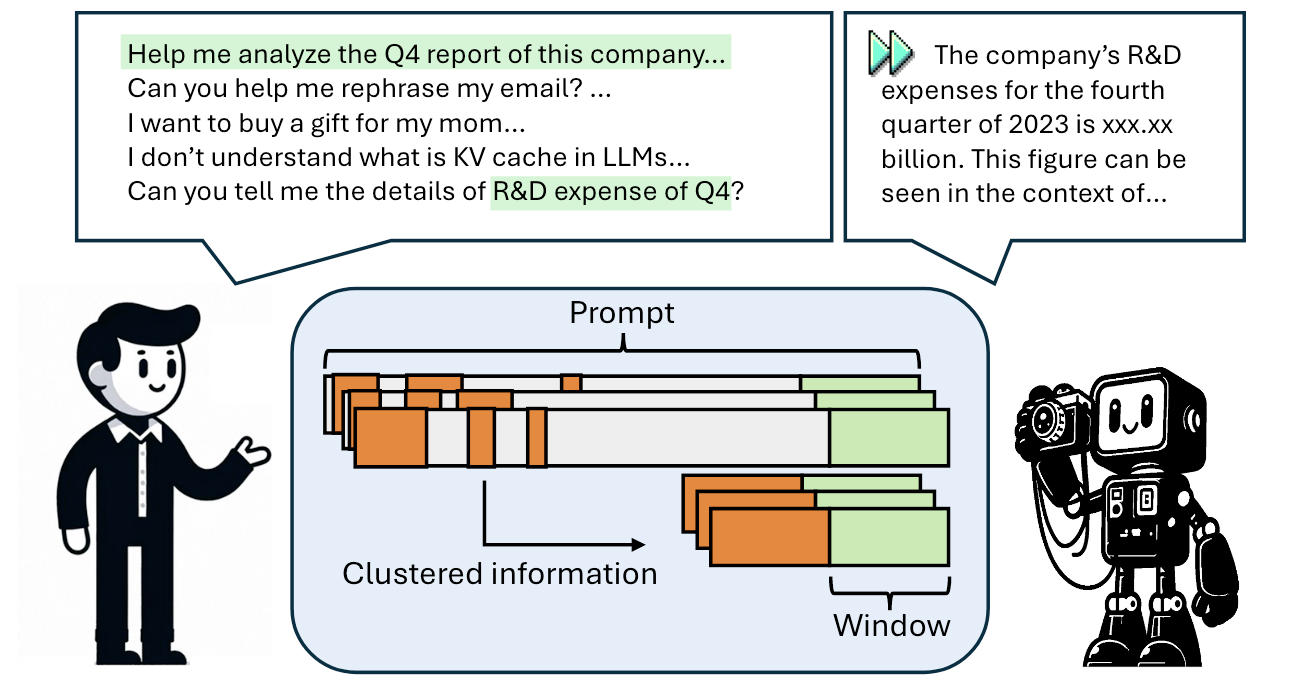 Help me analyze the Q4 report of this company...
Can you help me rephrase my email? ...
I want to buy a gift for my mom...
I don’t understand what is KV cache in LLMs...
Can you tell me the details of R&D expense of Q4?
The company’s R&D
expenses for the fourth
quarter of 2023 is xxx.xx
billion. This figure can be
seen in the context of...
Prompt
Clustered information
Window